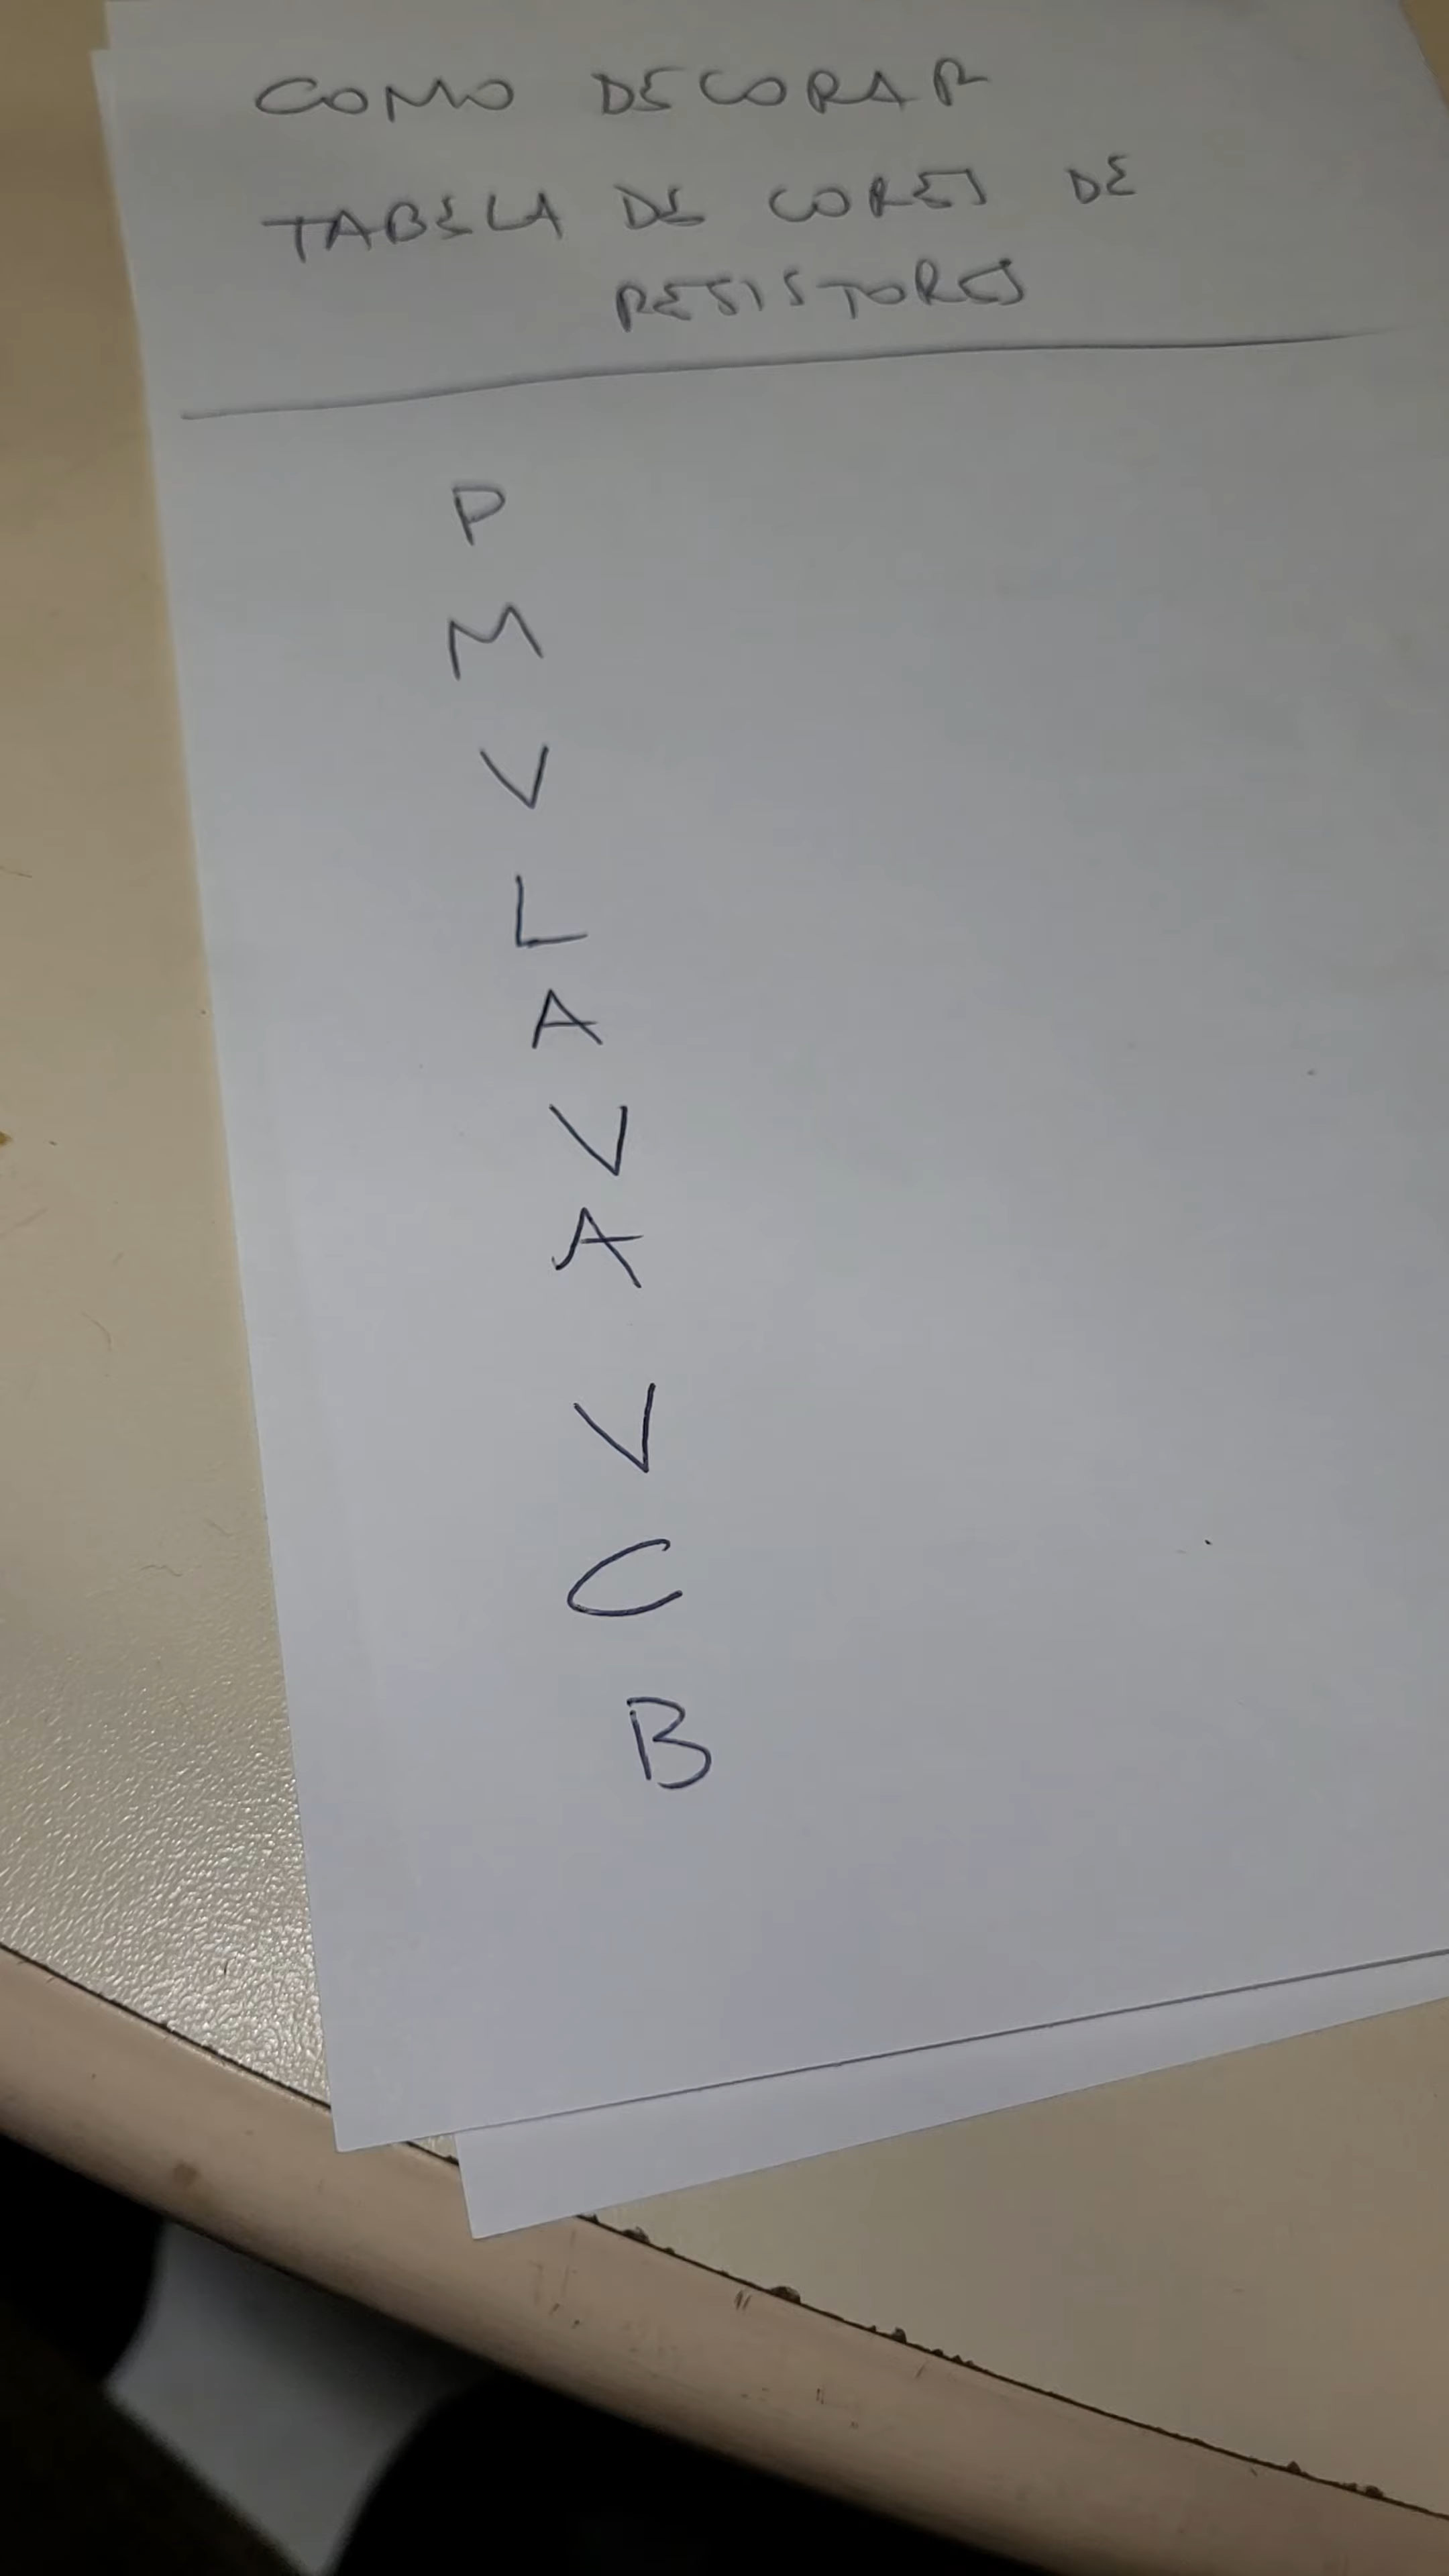 COMO DECORAR
TABELA DE CORES DE
RESISTORES
P
M
V
L
A
V
A
V
C
B